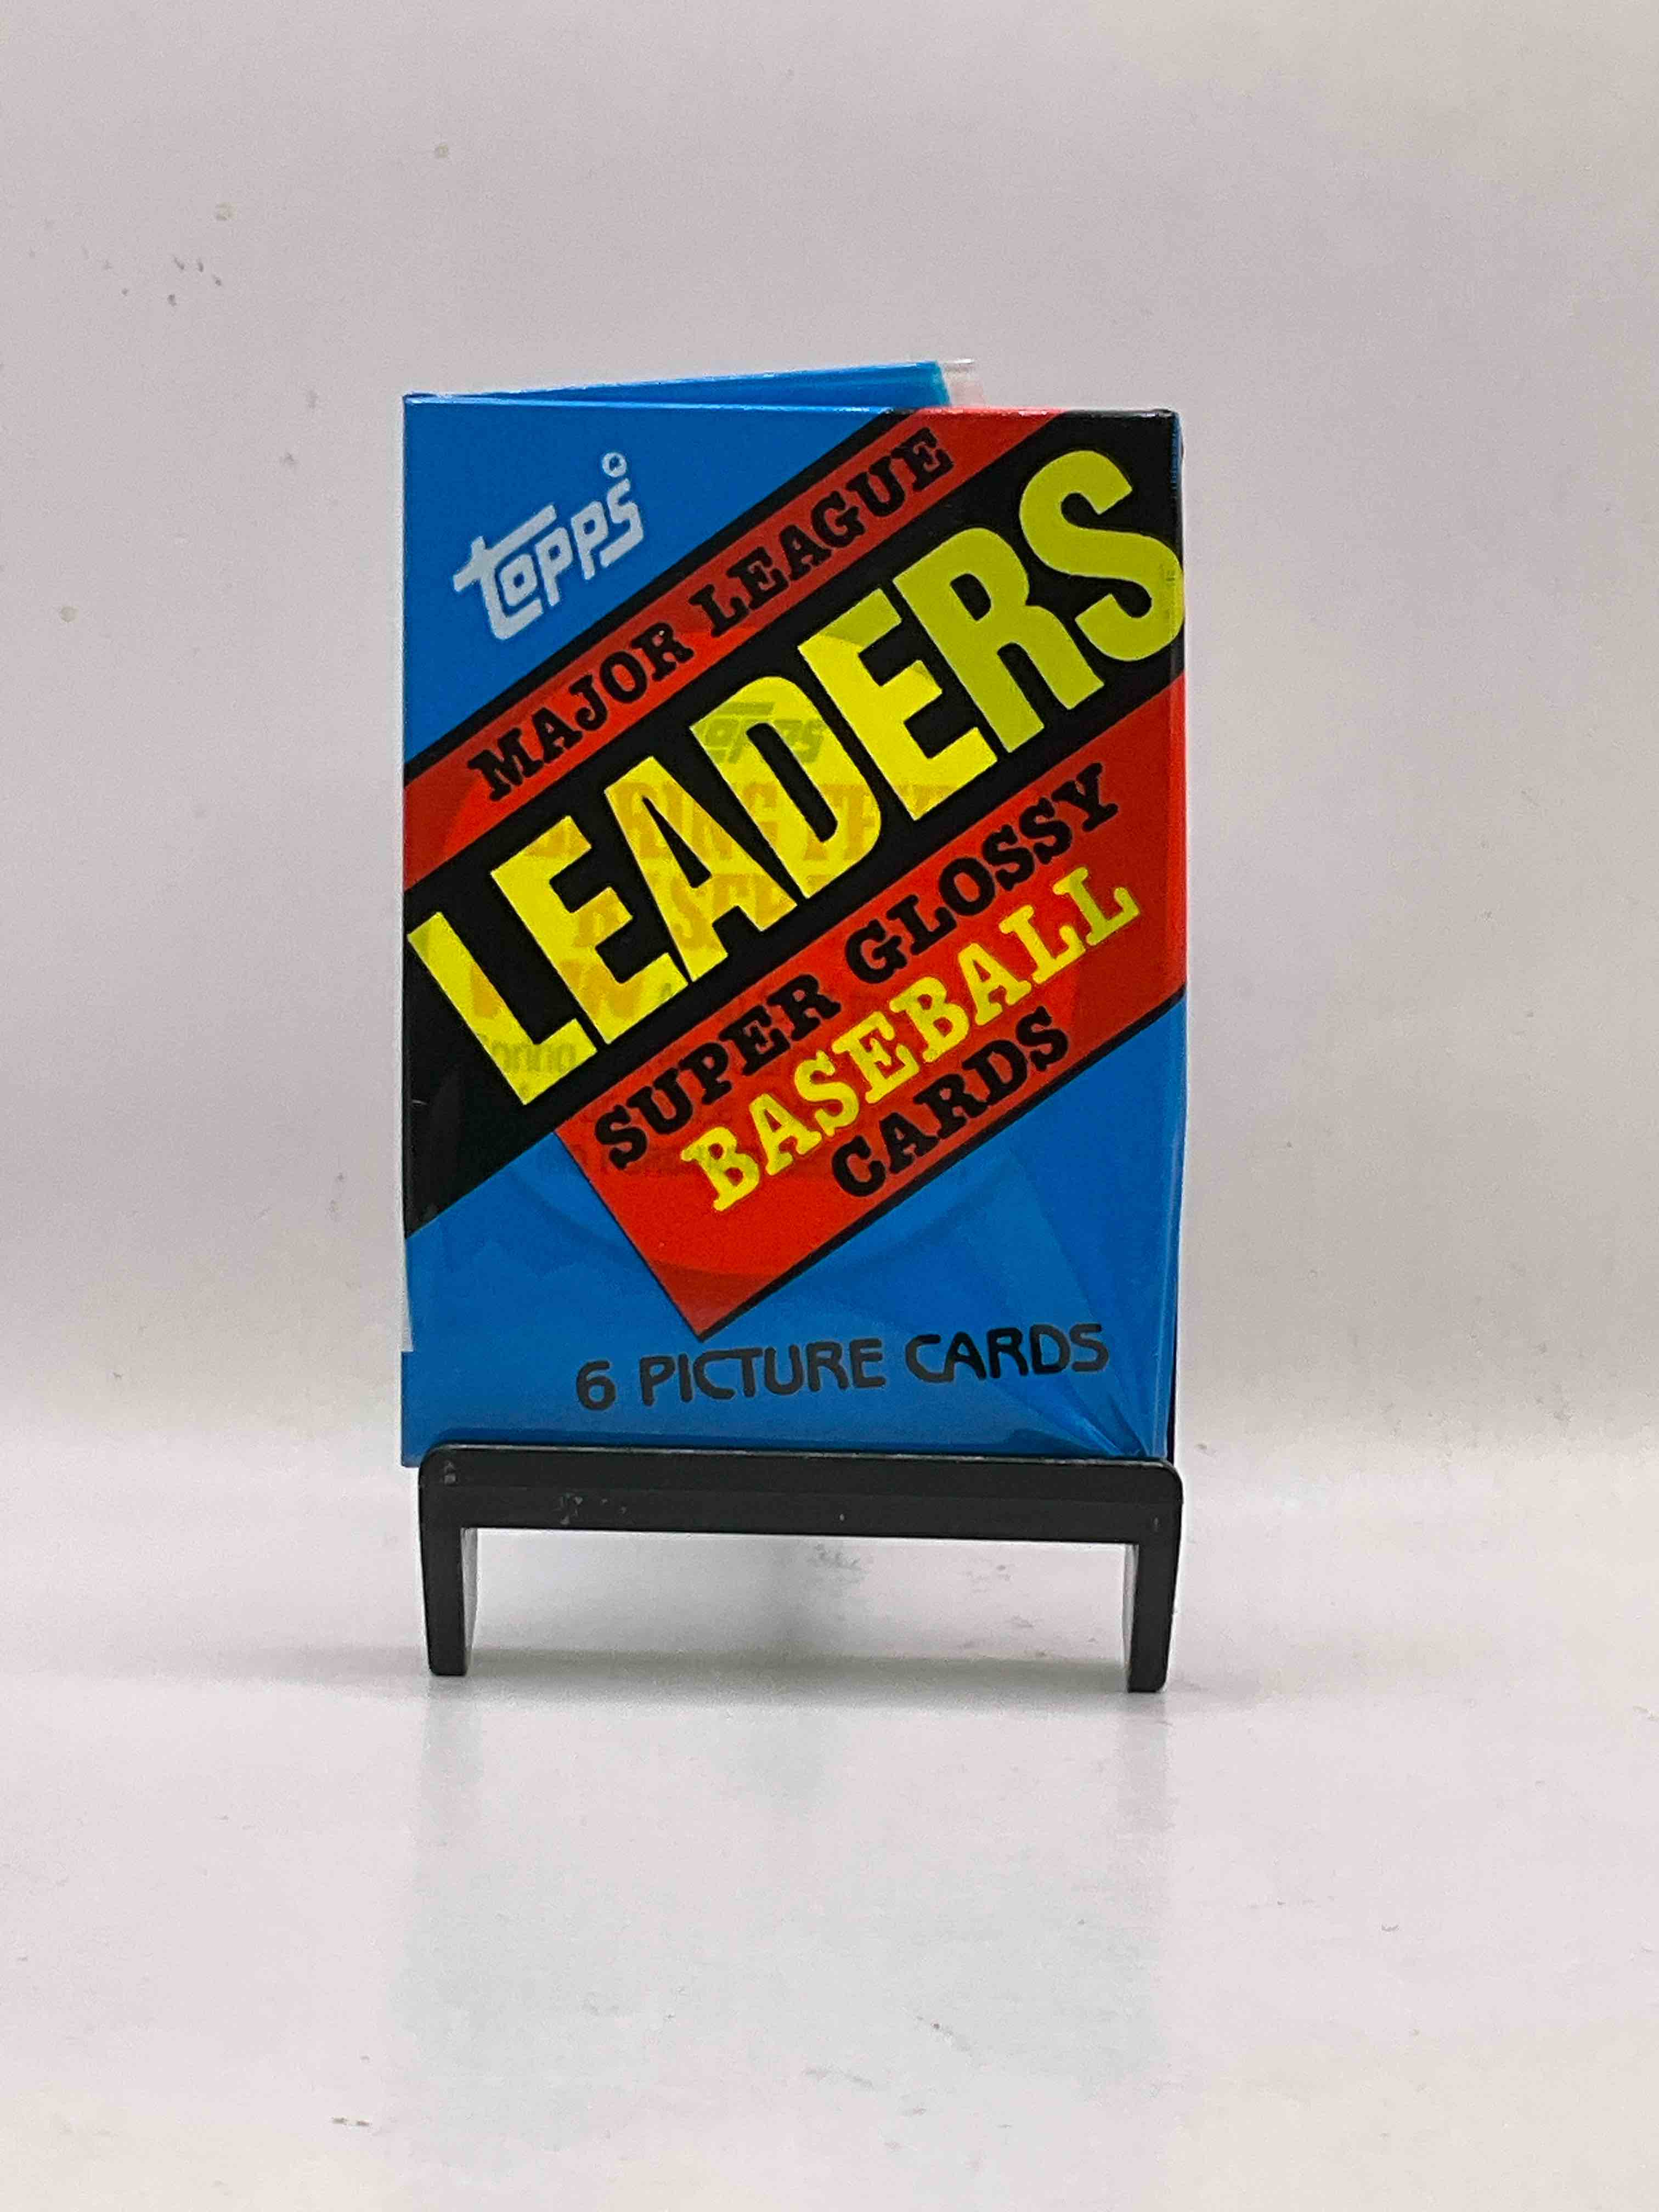 topps
MAJOR LEAGUE
LEADERS
SUPER GLOSSY
BASEBALL
CARDS
6 PICTURE CARDS